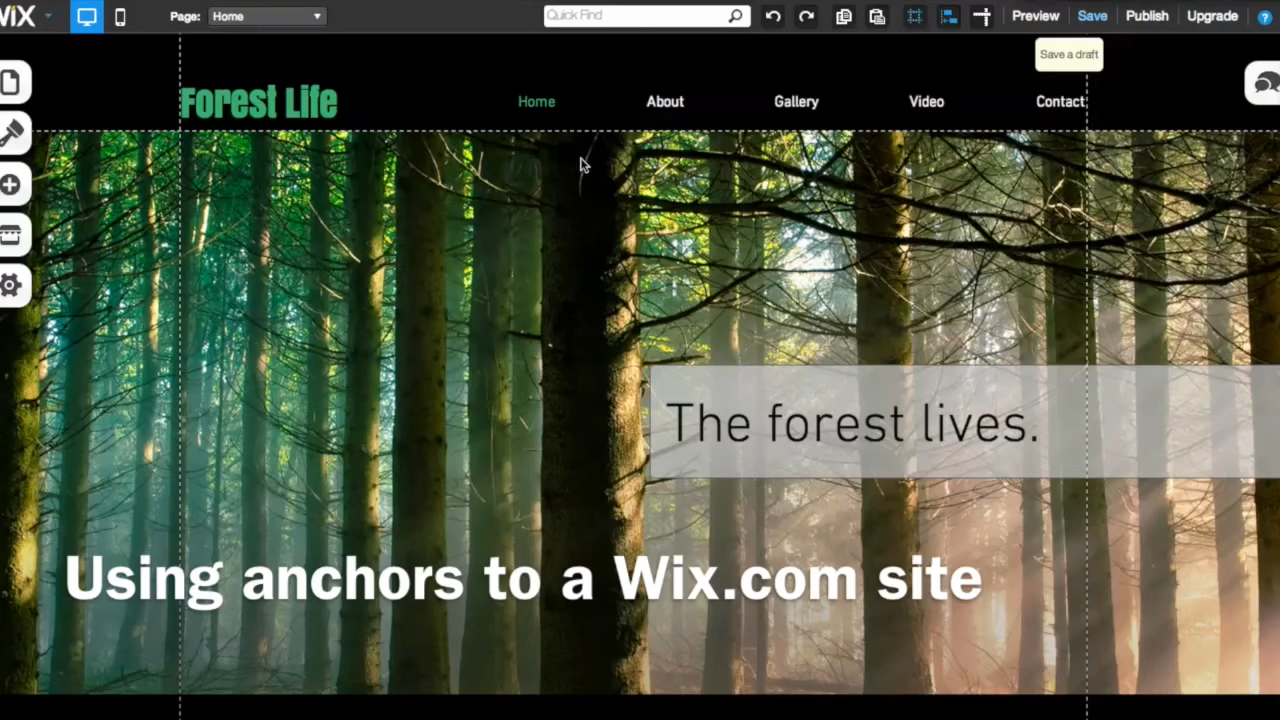 WIX
Page: Home
Quick Find
Preview
Save
Publish
Upgrade
?
Save a draft
Forest Life
Home
About
Gallery
Video
Contact
The forest lives.
Using anchors to a Wix.com site